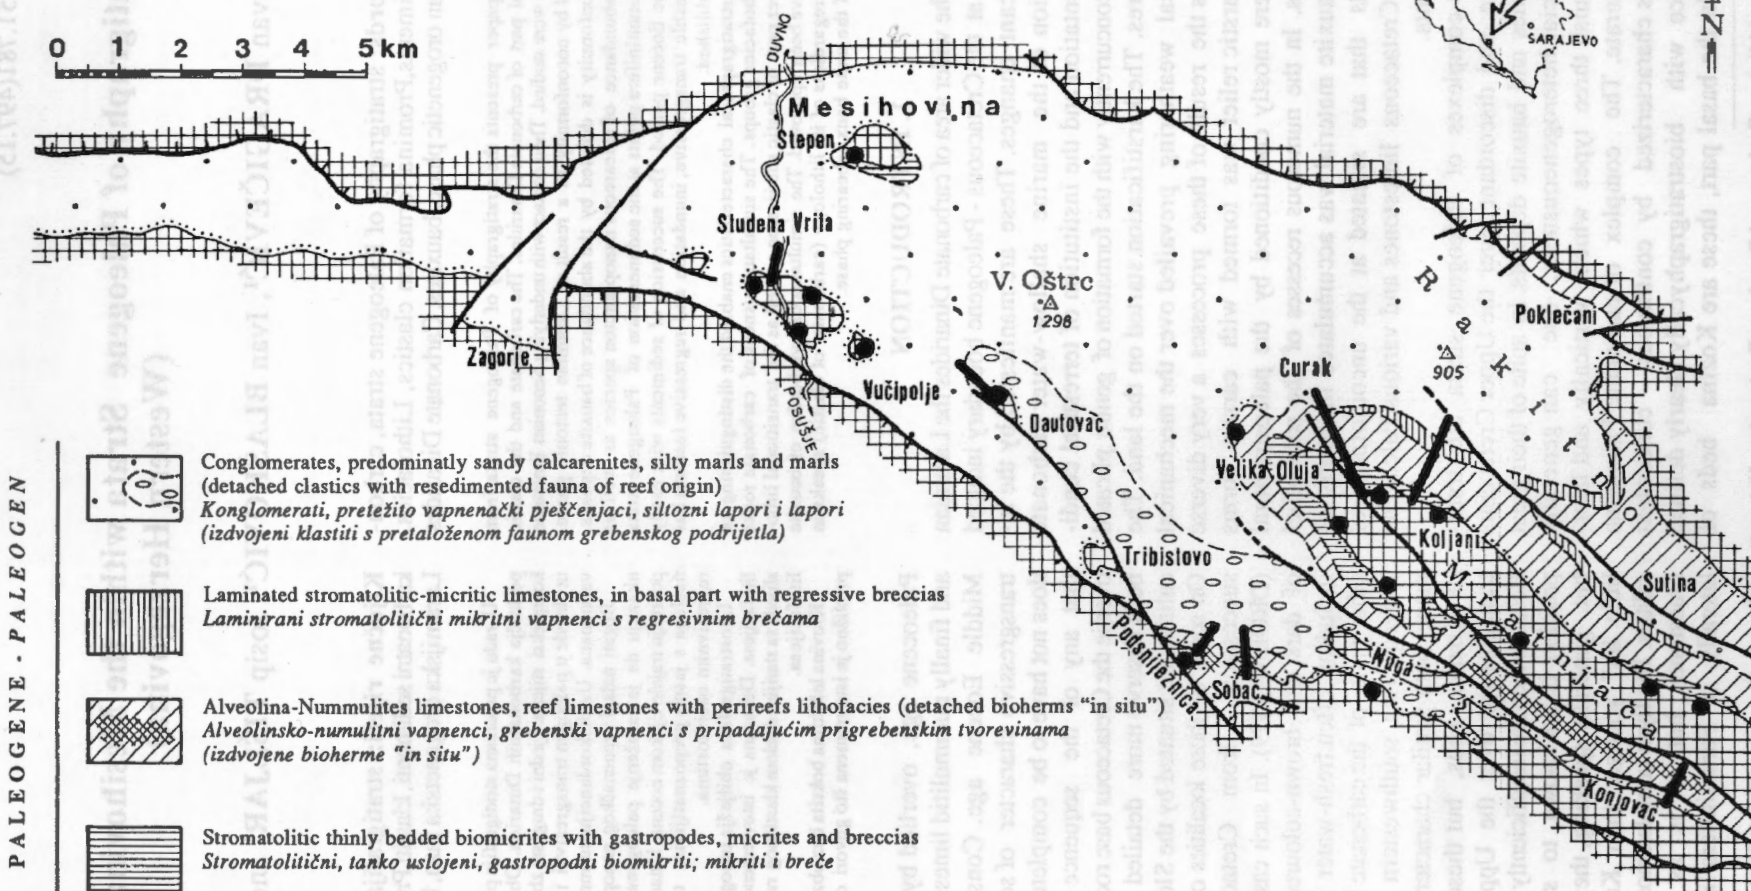 0 1 2 3 4 5 km
DUVNO
SARAJEVO
N
Mesihovina
Stepen
Studena Vrila
V. Oštrc
1298
Rakitno
Poklečani
905
Zagorje
POSUŠJE
Vučipolje
Dautovac
Curak
Velika Oluja
Koljani
Tribistovo
Sutina
Podsniježnica
Sobač
Nuga
Mratnjača
Konjovac
PALEOGENE - PALEOGEN
Conglomerates, predominatly sandy calcarenites, silty marls and marls
(detached clastics with resedimented fauna of reef origin)
Konglomerati, pretežito vapnenački pješčenjaci, siltozni lapori i lapori
(izdvojeni klastiti s pretaloženom faunom grebenskog podrijetla)
Laminated stromatolitic-micritic limestones, in basal part with regressive breccias
Laminirani stromatolitični mikritni vapnenci s regresivnim brečama
Alveolina-Nummulites limestones, reef limestones with perireefs lithofacies (detached bioherms "in situ")
Alveolinsko-numulitni vapnenci, grebenski vapnenci s pripadajućim prigrebenskim tvorevinama
(izdvojene bioherme "in situ")
Stromatolitic thinly bedded biomicrites with gastropodes, micrites and breccias
Stromatolitični, tanko uslojeni, gastropodni biomikriti; mikriti i breče